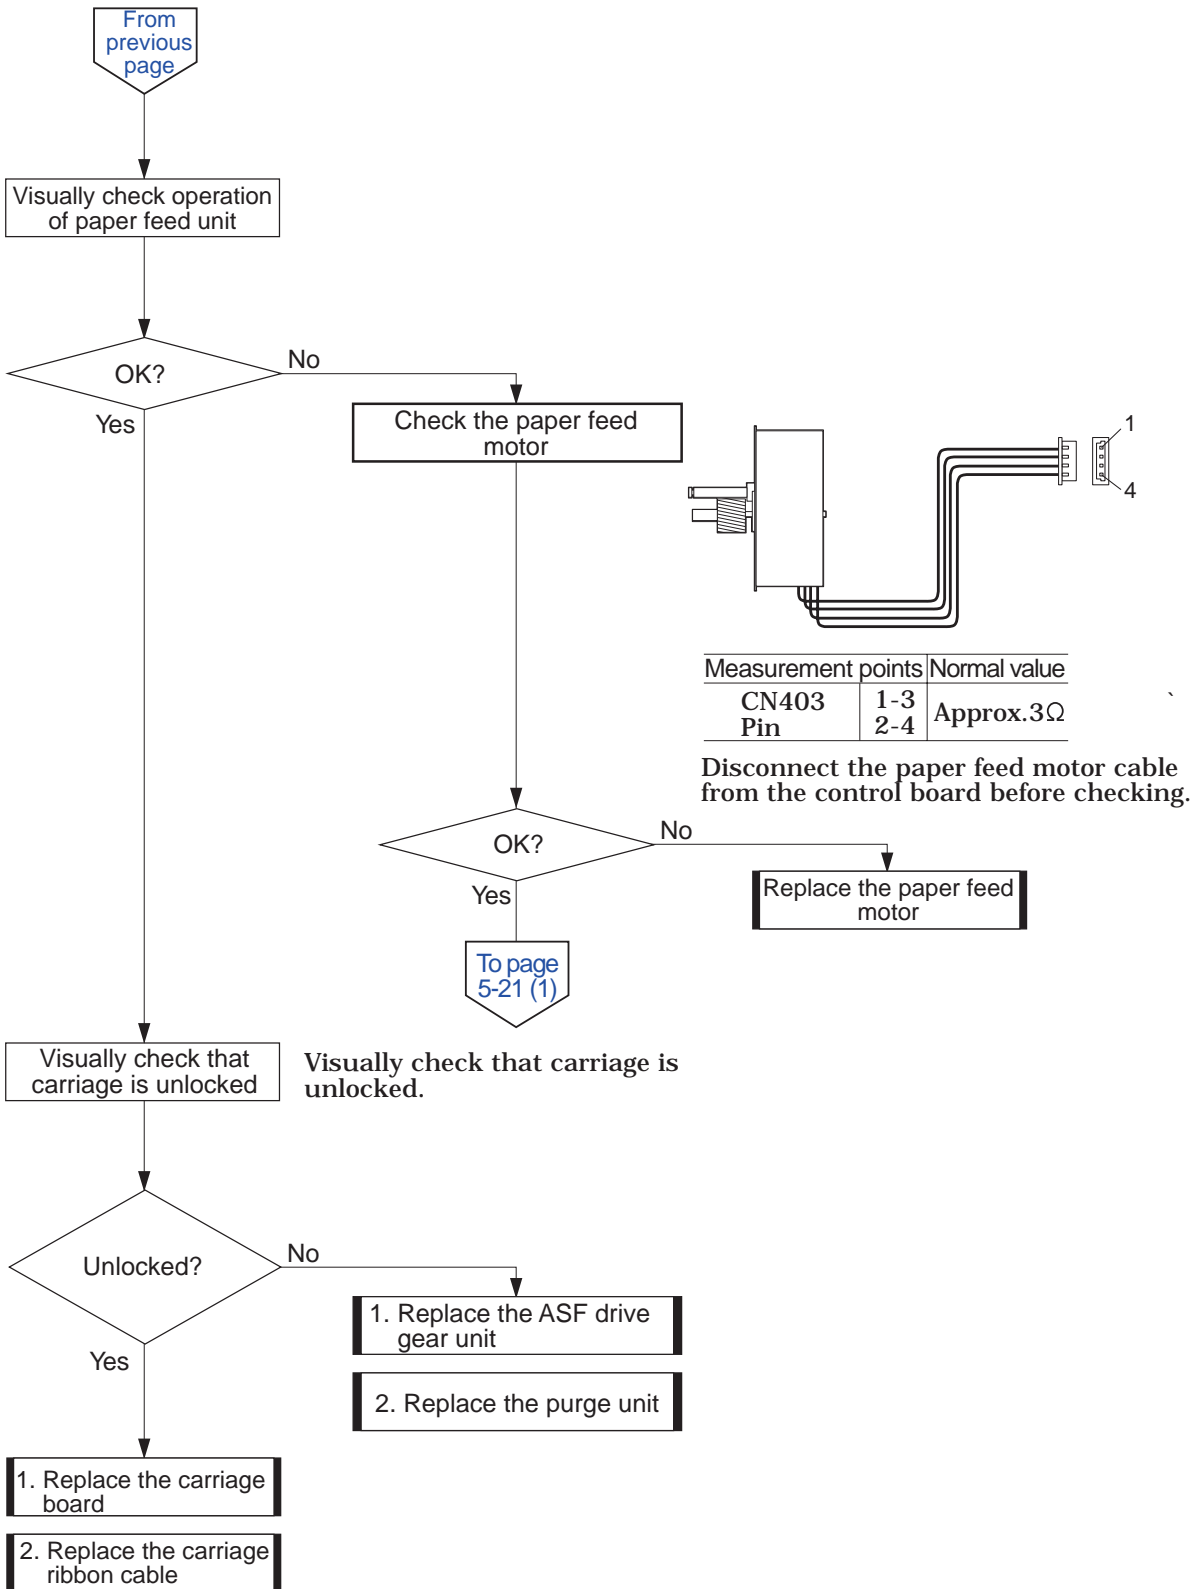 From
previous
page
Visually check operation
of paper feed unit
OK?
No
Yes
Check the paper feed
motor
1
4
Measurement points Normal value
CN403 1-3 Approx.3Ω
Pin 2-4
`
Disconnect the paper feed motor cable
from the control board before checking.
OK?
No
Yes
Replace the paper feed
motor
To page
5-21 (1)
Visually check that
carriage is unlocked
Visually check that carriage is
unlocked.
Unlocked?
No
Yes
1. Replace the ASF drive
gear unit
2. Replace the purge unit
1. Replace the carriage
board
2. Replace the carriage
ribbon cable